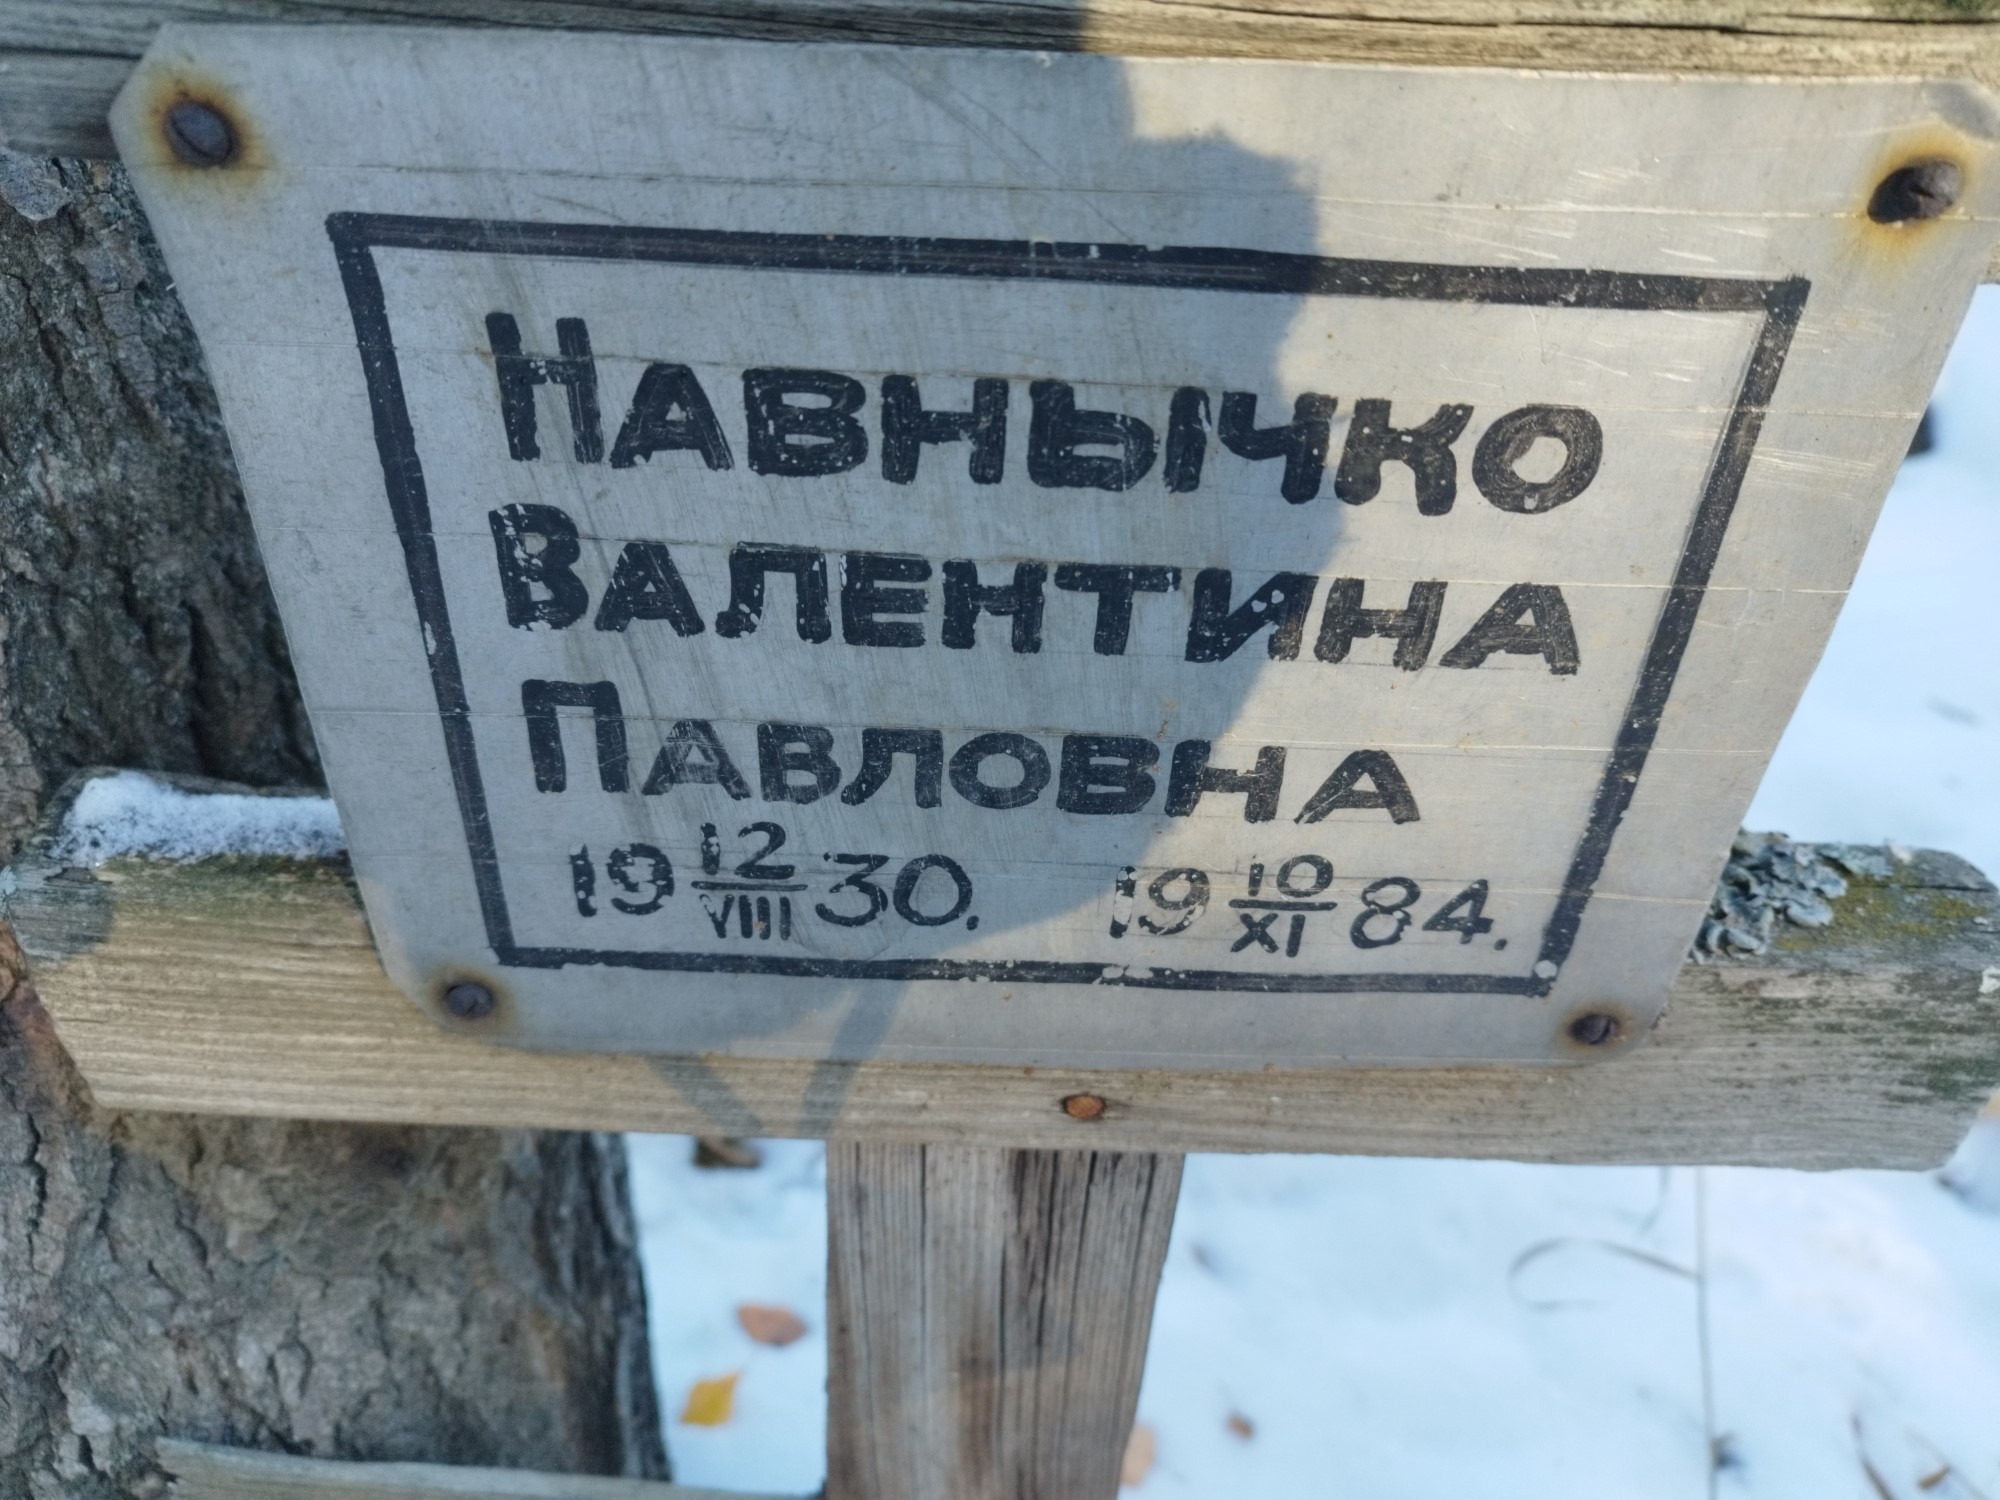 Навнычко
Валентина
Павловна
19 12/VIII 30. 19 10/XI 84.